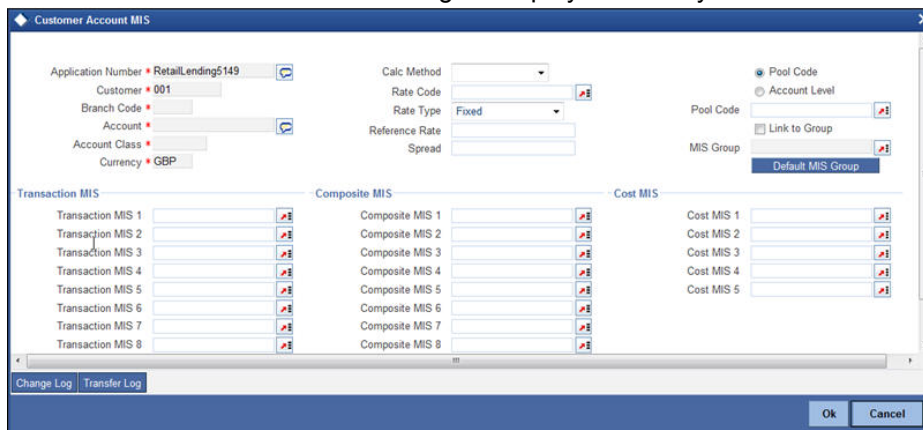 Customer Account MIS
Application Number * RetailLending5149 Calc Method Pool Code
Customer * 001 Rate Code Account Level
Branch Code * Rate Type Fixed Pool Code
Account * Reference Rate Link to Group
Account Class * Spread MIS Group
Currency * GBP Default MIS Group
Transaction MIS Composite MIS Cost MIS
Transaction MIS 1 Composite MIS 1 Cost MIS 1
Transaction MIS 2 Composite MIS 2 Cost MIS 2
Transaction MIS 3 Composite MIS 3 Cost MIS 3
Transaction MIS 4 Composite MIS 4 Cost MIS 4
Transaction MIS 5 Composite MIS 5 Cost MIS 5
Transaction MIS 6 Composite MIS 6
Transaction MIS 7 Composite MIS 7
Transaction MIS 8 Composite MIS 8
Change Log Transfer Log
Ok Cancel